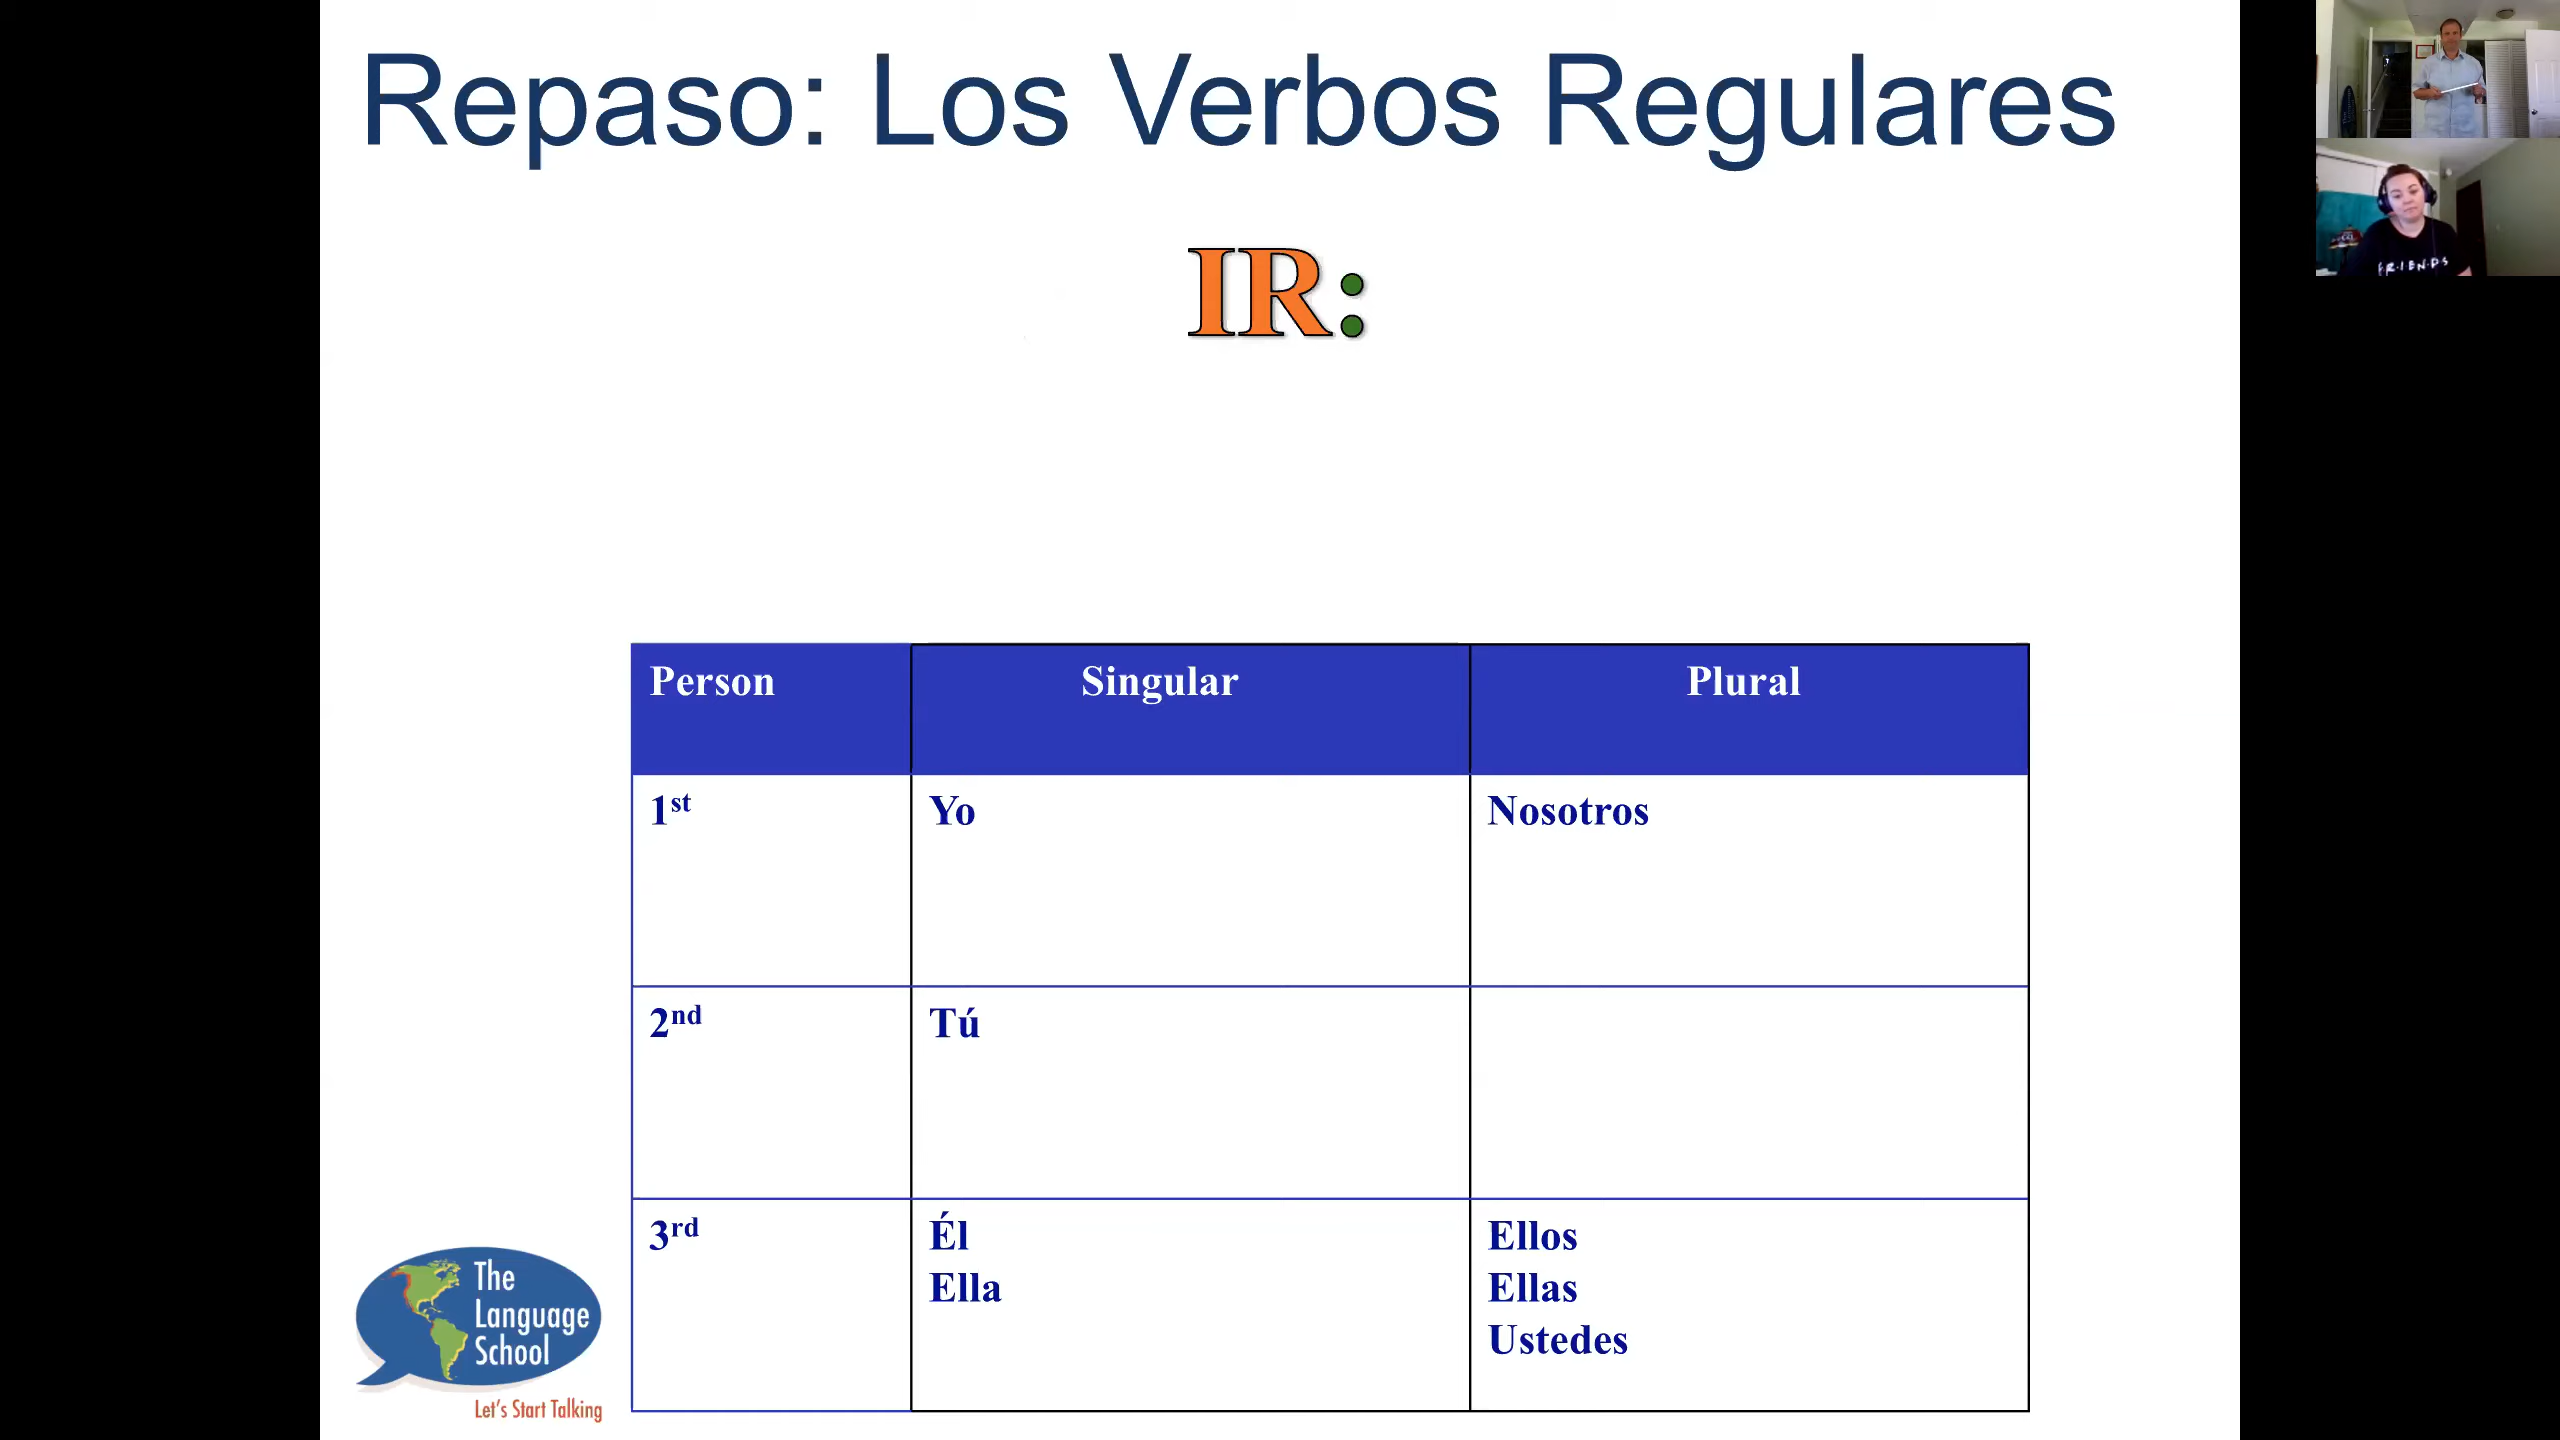 Repaso: Los Verbos Regulares
IR:
Person Singular Plural
1st Yo Nosotros
2nd Tú
3rd Él Ellos
Ella Ellas
Ustedes
The
Language
School
Let's Start Talking
F·R·I·E·N·D·S